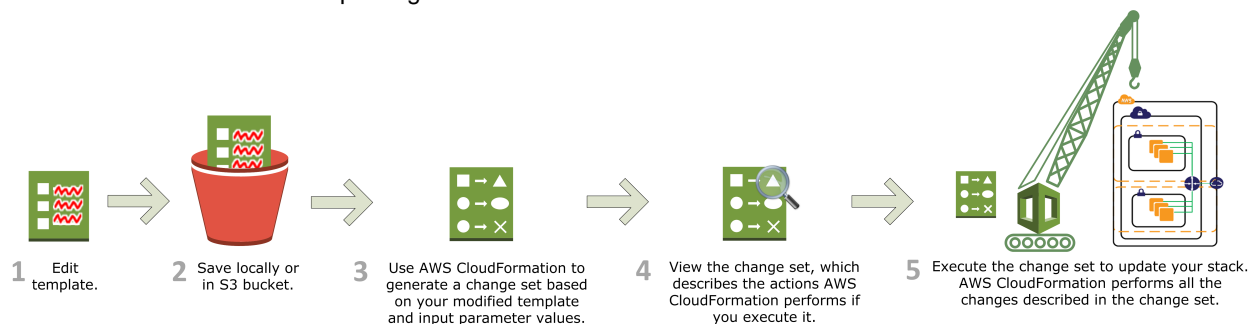 AWS
1 Edit
template.
2 Save locally or
in S3 bucket.
3 Use AWS CloudFormation to
generate a change set based
on your modified template
and input parameter values.
4 View the change set, which
describes the actions AWS
CloudFormation performs if
you execute it.
5 Execute the change set to update your stack.
AWS CloudFormation performs all the
changes described in the change set.